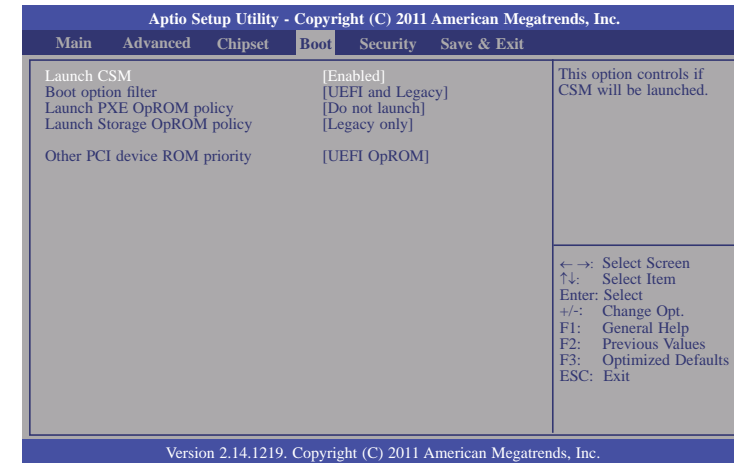 Aptio Setup Utility - Copyright (C) 2011 American Megatrends, Inc.
Main Advanced Chipset Boot Security Save & Exit
Launch CSM [Enabled]
Boot option filter [UEFI and Legacy]
Launch PXE OpROM policy [Do not launch]
Launch Storage OpROM policy [Legacy only]
Other PCI device ROM priority [UEFI OpROM]
This option controls if
CSM will be launched.
←→: Select Screen
↑↓: Select Item
Enter: Select
+/-: Change Opt.
F1: General Help
F2: Previous Values
F3: Optimized Defaults
ESC: Exit
Version 2.14.1219. Copyright (C) 2011 American Megatrends, Inc.